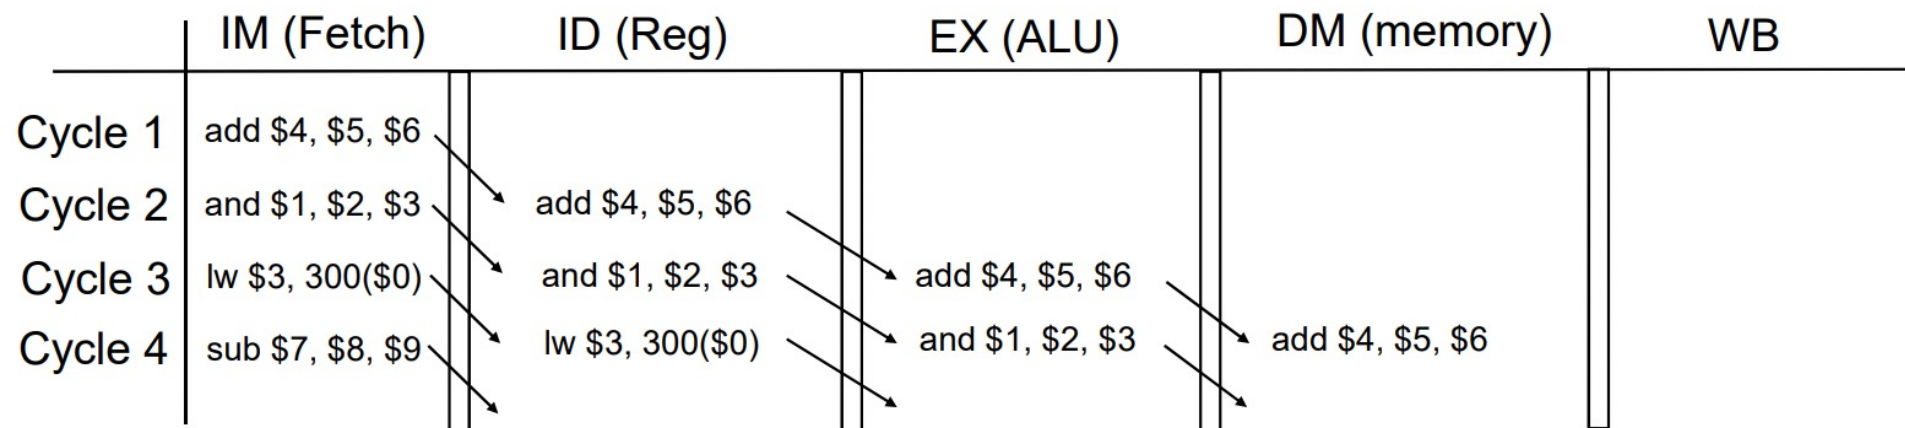 IM (Fetch) ID (Reg) EX (ALU) DM (memory) WB
Cycle 1 add $4, $5, $6
Cycle 2 and $1, $2, $3 add $4, $5, $6
Cycle 3 lw $3, 300($0) and $1, $2, $3 add $4, $5, $6
Cycle 4 sub $7, $8, $9 lw $3, 300($0) and $1, $2, $3 add $4, $5, $6